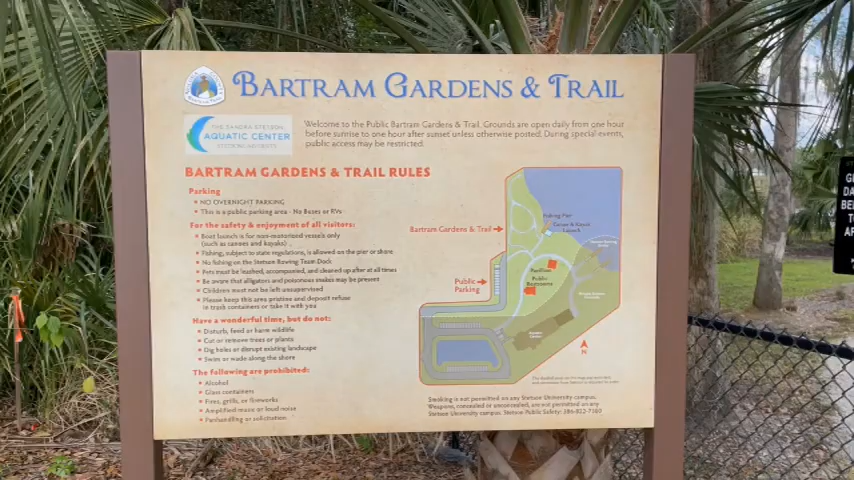 BARTRAM GARDENS & TRAIL
THE SANDRA STETSON
AQUATIC CENTER
STETSON UNIVERSITY
Welcome to the Public Bartram Gardens & Trail. Grounds are open daily from one hour
before sunrise to one hour after sunset unless otherwise posted. During special events,
public access may be restricted.
BARTRAM GARDENS & TRAIL RULES
Parking
• NO OVERNIGHT PARKING
• This is a public parking area - No Buses or RVs
For the safety & enjoyment of all visitors:
• Boat launch is for non-motorized vessels only
(such as canoes and kayaks)
• Fishing, subject to state regulations, is allowed on the pier or shore
• No fishing on the Stetson Rowing Team Dock
• Pets must be leashed, accompanied, and cleaned up after at all times
• Be aware that alligators and poisonous snakes may be present
• Children must not be left unsupervised
• Please keep this area pristine and deposit refuse
in trash containers or take it with you
Have a wonderful time, but do not:
• Disturb, feed or harm wildlife
• Cut or remove trees or plants
• Dig holes or disrupt existing landscape
• Swim or wade along the shore
The following are prohibited:
• Alcohol
• Glass containers
• Fires, grills, or fireworks
• Amplified music or loud noise
• Panhandling or solicitation
Fishing Pier
Canoe & Kayak
Launch
Bartram Gardens & Trail
Pavilion
Public
Restrooms
Public
Parking
N
Smoking is not permitted on any Stetson University campus.
Weapons, concealed or unconcealed, are not permitted on any
Stetson University campus. Stetson Public Safety: 386-822-7300